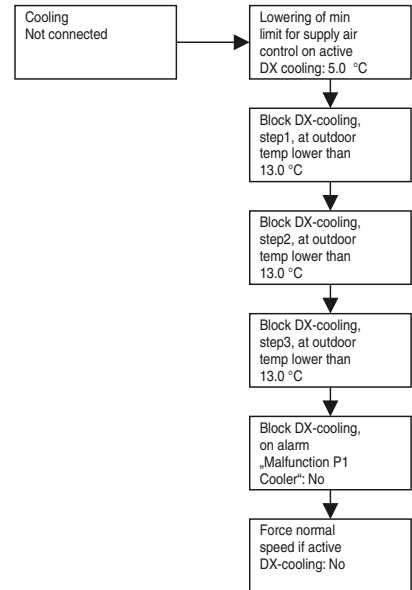 Cooling
Not connected
Lowering of min
limit for supply air
control on active
DX cooling: 5.0 °C
Block DX-cooling,
step1, at outdoor
temp lower than
13.0 °C
Block DX-cooling,
step2, at outdoor
temp lower than
13.0 °C
Block DX-cooling,
step3, at outdoor
temp lower than
13.0 °C
Block DX-cooling,
on alarm
„Malfunction P1
Cooler“: No
Force normal
speed if active
DX-cooling: No